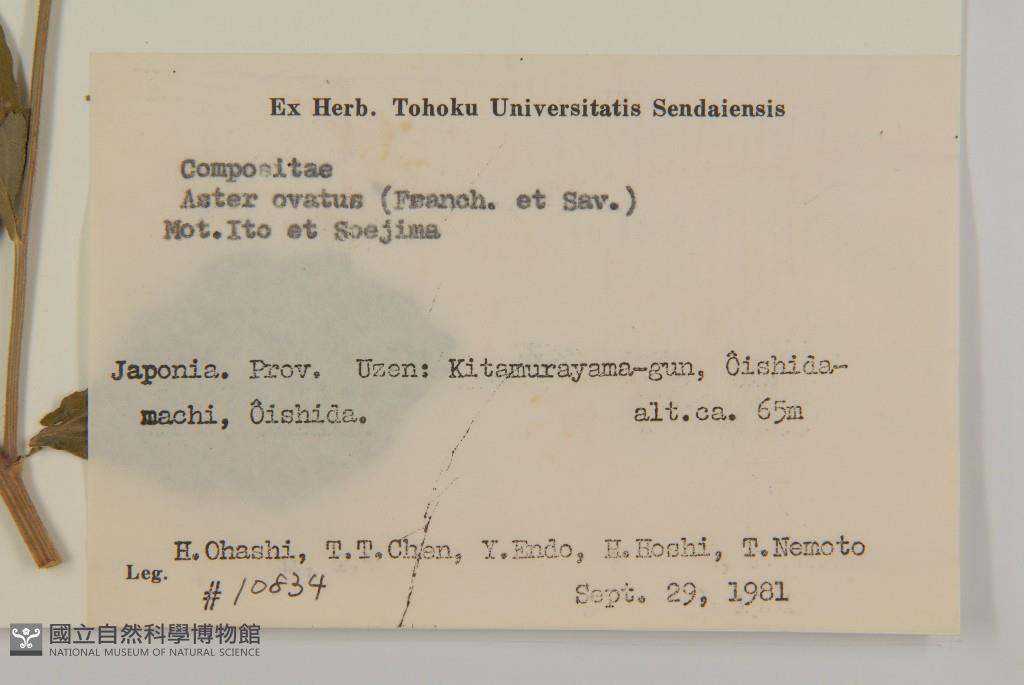 Ex Herb. Tohoku Universitatis Sendaiensis
Compositae
Aster ovatus (Franch. et Sav.)
Mot.Ito et Soejima
Japonia. Prov. Uzen: Kitamurayama-gun, Ôishida-
machi, Ôishida. alt.ca. 65m
H.Ohashi, T.T.Chen, Y.Endo, H.Hoshi, T.Nemoto
Leg.
# 10834 Sept. 29, 1981
國立自然科學博物館
NATIONAL MUSEUM OF NATURAL SCIENCE